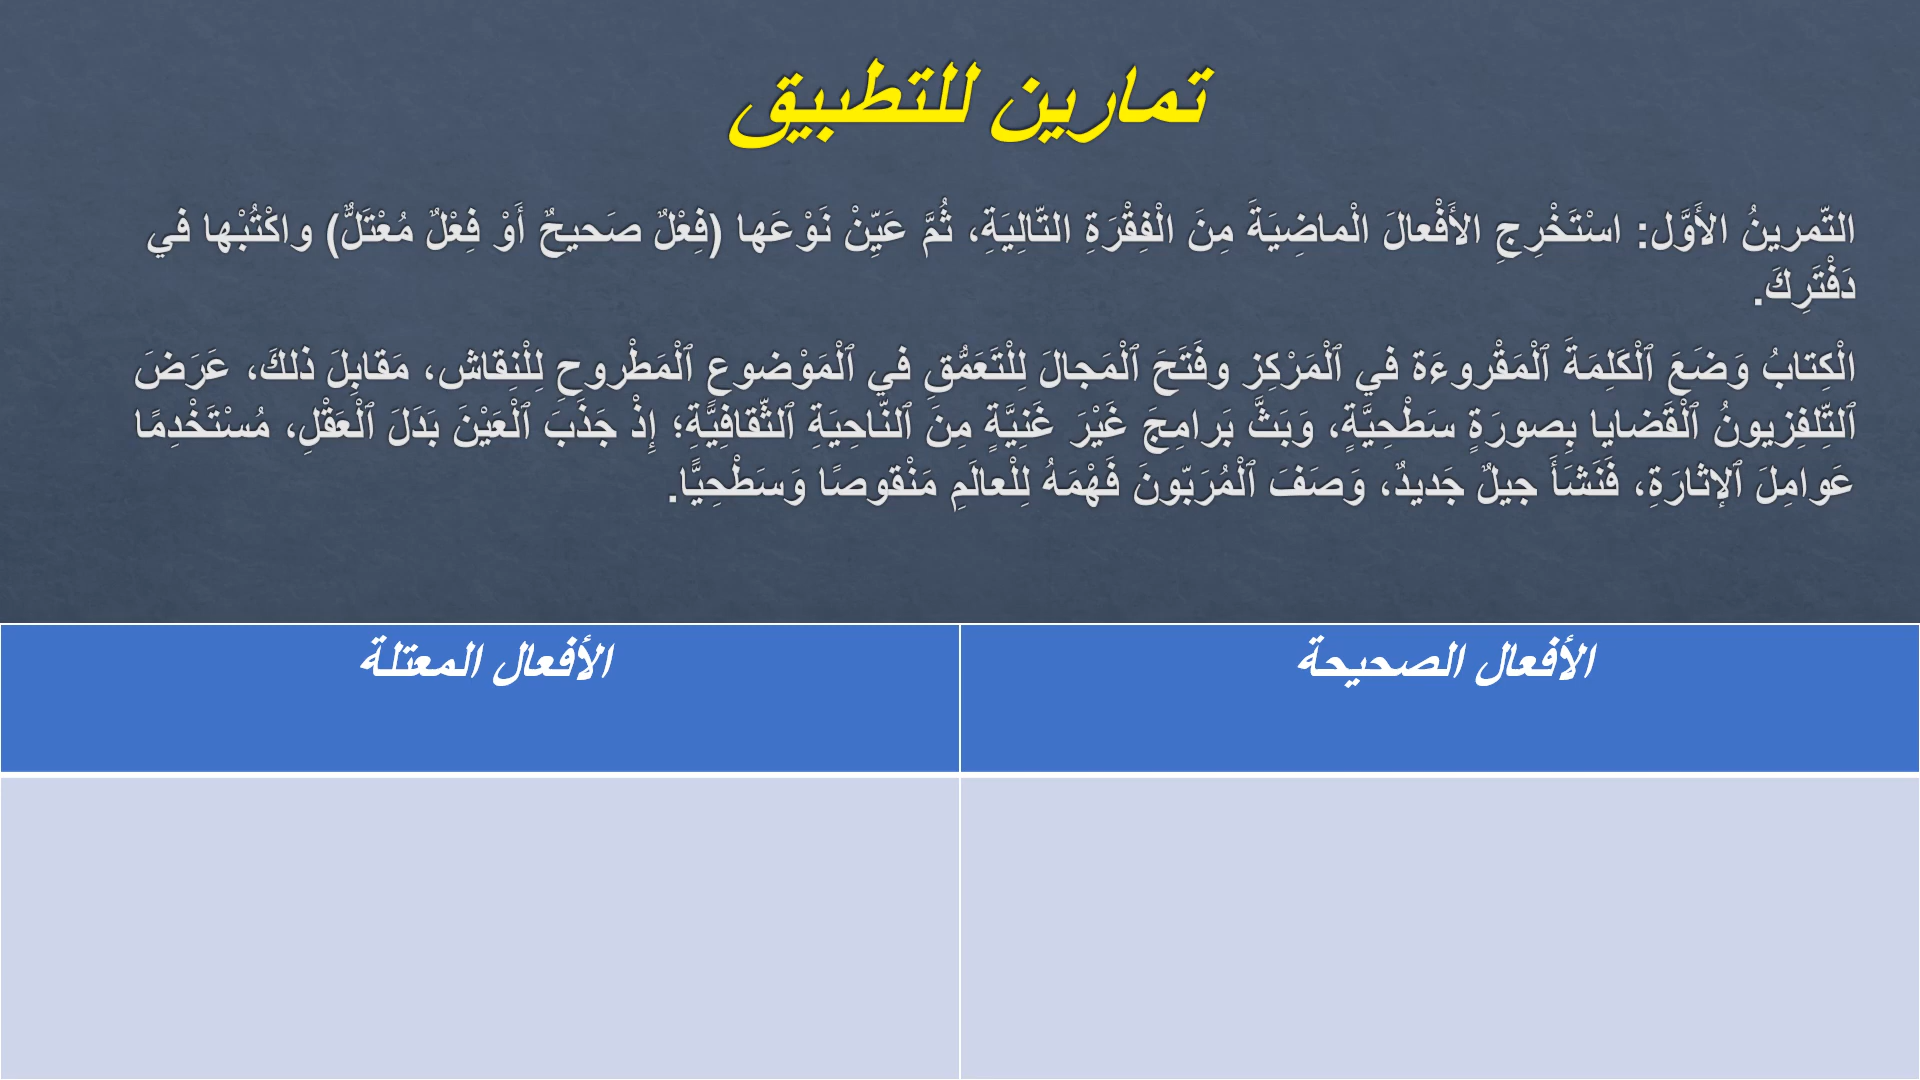 تمارين للتطبيق
التّمرينُ الأَوَّل: اسْتَخْرِجِ الأَفْعالَ الْماضِيَةَ مِنَ الْفِقْرَةِ التّالِيَةِ، ثُمَّ عَيِّنْ نَوْعَها (فِعْلٌ صَحيحٌ أَوْ فِعْلٌ مُعْتَلٌّ) واكْتُبْها في
دَفْتَرِكَ.
الْكِتابُ وَضَعَ ٱلْكَلِمَةَ ٱلْمَقْروءَة في ٱلْمَرْكِز وفَتَحَ ٱلْمَجالَ لِلْتَعَمُّقِ في ٱلْمَوْضوعِ ٱلْمَطْروحِ لِلْنِقاش، مَقابِلَ ذلكَ، عَرَضَ
ٱلتِّلفِزيونُ ٱلْقَضايا بِصورَةٍ سَطْحِيَّةٍ، وَبَثَّ بَرامِجَ غَيْرَ غَنِيَّةٍ مِنَ ٱلنّاحِيَةِ ٱلثّقافِيَّةِ؛ إِذْ جَذَبَ ٱلْعَيْنَ بَدَلَ ٱلْعَقْلِ، مُسْتَخْدِمًا
عَوامِلَ ٱلإثارَةِ، فَنَشَأَ جيلٌ جَديدٌ، وَصَفَ ٱلْمُرَبّونَ فَهْمَهُ لِلْعالَمِ مَنْقوصًا وَسَطْحِيًّا.
الأفعال الصحيحة
الأفعال المعتلة